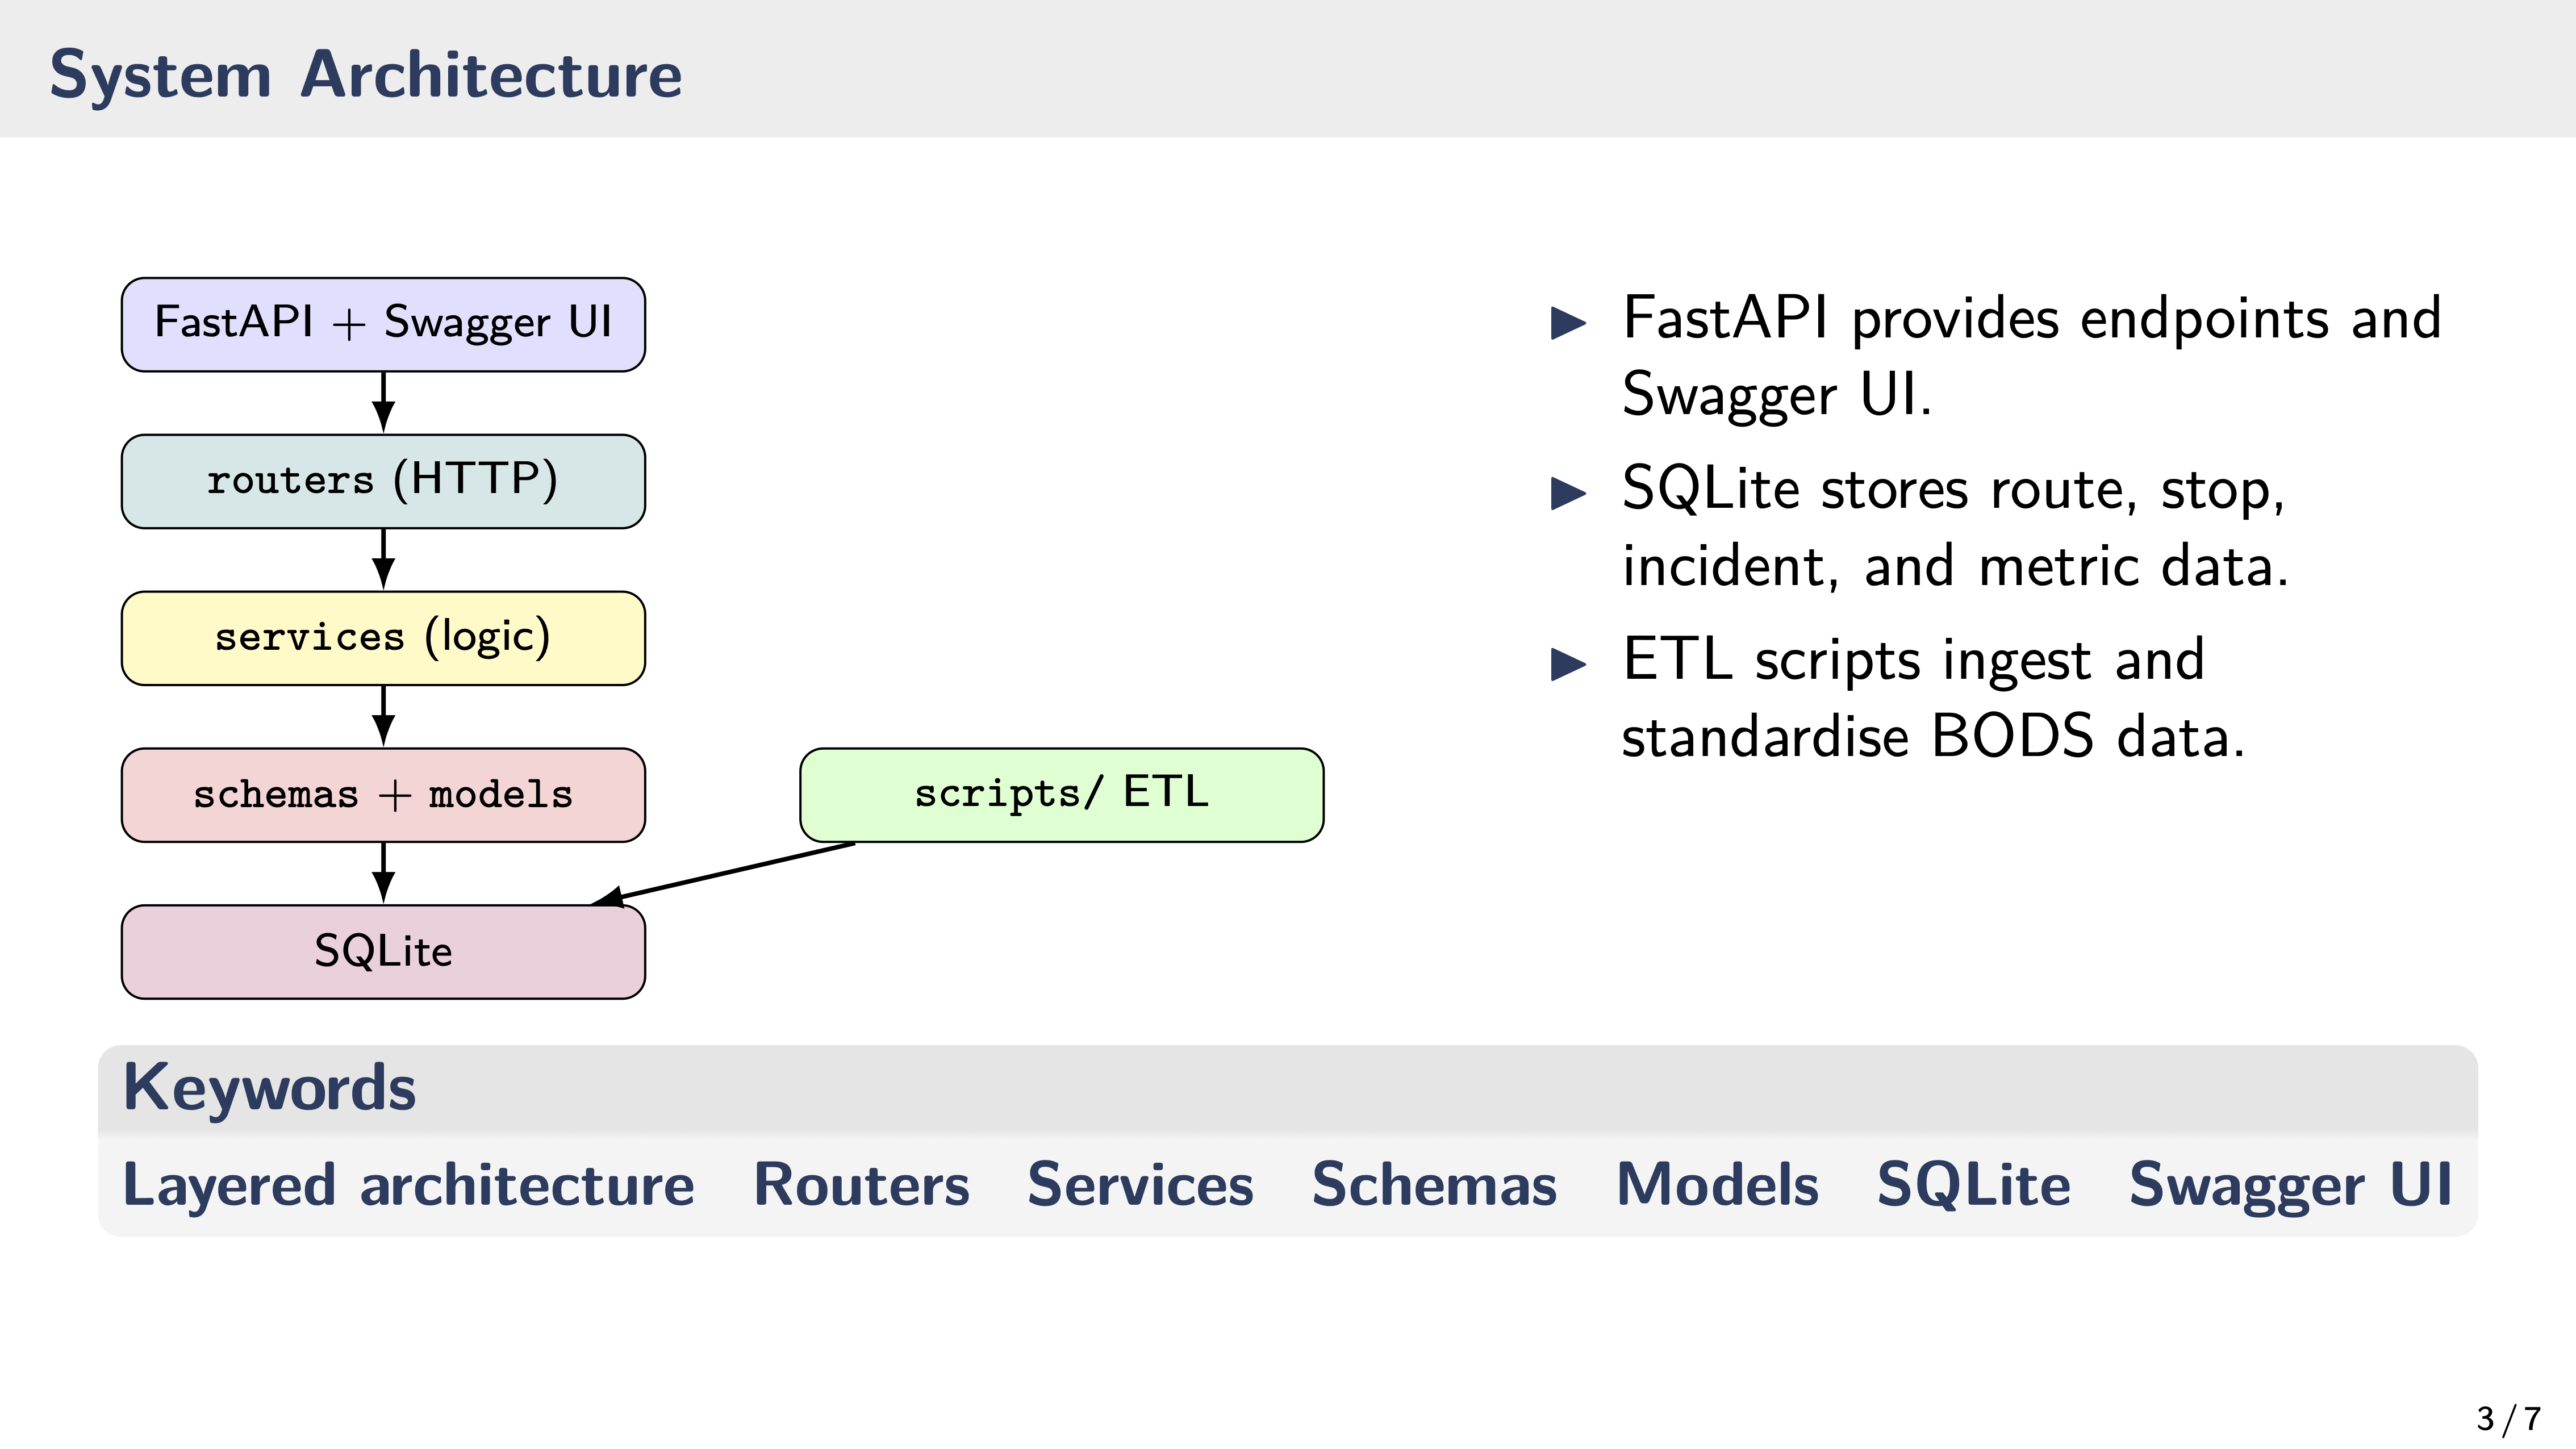 System Architecture
FastAPI + Swagger UI
routers (HTTP)
services (logic)
schemas + models
scripts/ ETL
SQLite
FastAPI provides endpoints and
Swagger UI.
SQLite stores route, stop,
incident, and metric data.
ETL scripts ingest and
standardise BODS data.
Keywords
Layered architecture Routers Services Schemas Models SQLite Swagger UI
3 / 7